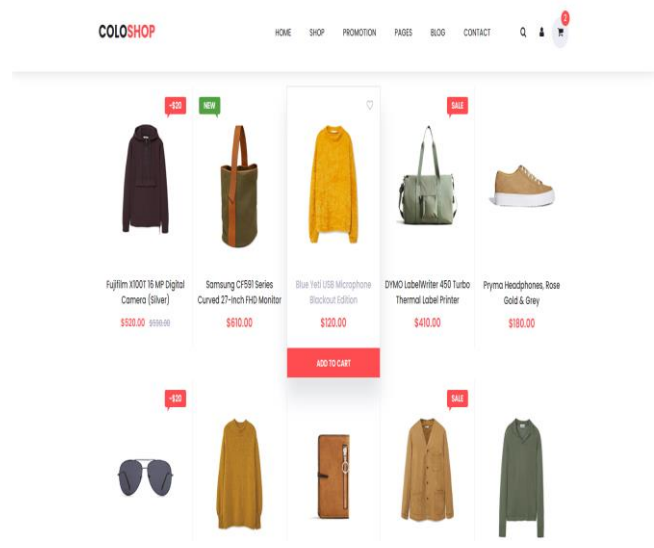 COLOSHOP
HOME SHOP PROMOTION PAGES BLOG CONTACT
2
-$20
NEW
SALE
Fujifilm X100T 16 MP Digital
Camera (Silver)
$520.00 $590.00
Samsung CF591 Series
Curved 27-Inch FHD Monitor
$610.00
Blue Yeti USB Microphone
Blackout Edition
$120.00
ADD TO CART
DYMO LabelWriter 450 Turbo
Thermal Label Printer
$410.00
Pryma Headphones, Rose
Gold & Grey
$180.00
-$20
SALE